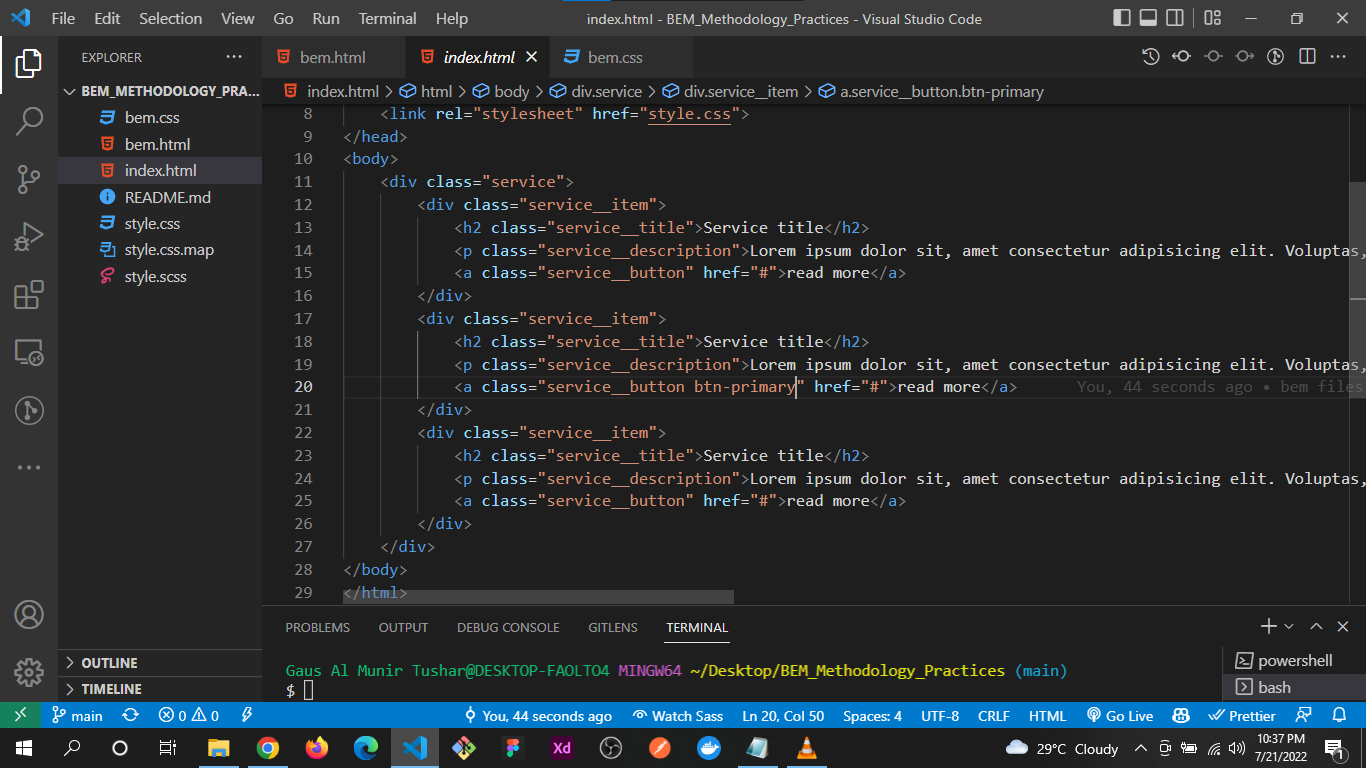 File Edit Selection View Go Run Terminal Help index.html - BEM_Methodology_Practices - Visual Studio Code
EXPLORER
bem.html index.html bem.css
BEM_METHODOLOGY_PRA...
index.html > html > body > div.service > div.service__item > a.service__button.btn-primary
bem.css
bem.html
index.html
README.md
style.css
style.css.map
style.scss
OUTLINE
TIMELINE
8 <link rel="stylesheet" href="style.css">
9 </head>
10 <body>
11 <div class="service">
12 <div class="service__item">
13 <h2 class="service__title">Service title</h2>
14 <p class="service__description">Lorem ipsum dolor sit, amet consectetur adipisicing elit. Voluptas,
15 <a class="service__button" href="#">read more</a>
16 </div>
17 <div class="service__item">
18 <h2 class="service__title">Service title</h2>
19 <p class="service__description">Lorem ipsum dolor sit, amet consectetur adipisicing elit. Voluptas,
20 <a class="service__button btn-primary" href="#">read more</a> You, 44 seconds ago • bem files
21 </div>
22 <div class="service__item">
23 <h2 class="service__title">Service title</h2>
24 <p class="service__description">Lorem ipsum dolor sit, amet consectetur adipisicing elit. Voluptas,
25 <a class="service__button" href="#">read more</a>
26 </div>
27 </div>
28 </body>
29 </html>
PROBLEMS OUTPUT DEBUG CONSOLE GITLENS TERMINAL
Gaus Al Munir Tushar@DESKTOP-FAOLTO4 MINGW64 ~/Desktop/BEM_Methodology_Practices (main)
$
powershell
bash
main 0 0 You, 44 seconds ago Watch Sass Ln 20, Col 50 Spaces: 4 UTF-8 CRLF HTML Go Live Prettier
Xd 29°C Cloudy 10:37 PM
7/21/2022
1